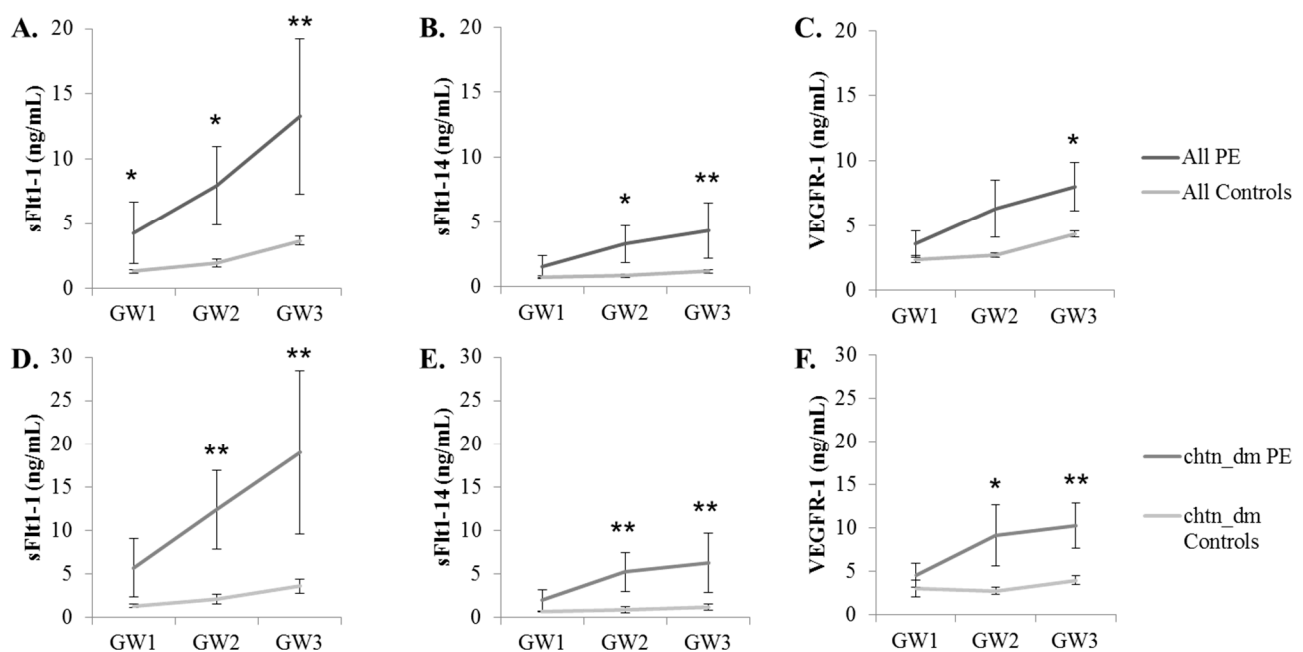 A.
sFlt1-1 (ng/mL)
20
15
10
5
0
*
*
**
GW1 GW2 GW3
B.
sFlt1-14 (ng/mL)
20
15
10
5
0
*
**
GW1 GW2 GW3
C.
VEGFR-1 (ng/mL)
20
15
10
5
0
*
GW1 GW2 GW3
All PE
All Controls
D.
sFlt1-1 (ng/mL)
30
25
20
15
10
5
0
**
**
GW1 GW2 GW3
E.
sFlt1-14 (ng/mL)
30
25
20
15
10
5
0
**
**
GW1 GW2 GW3
F.
VEGFR-1 (ng/mL)
30
25
20
15
10
5
0
*
**
GW1 GW2 GW3
chtn_dm PE
chtn_dm
Controls